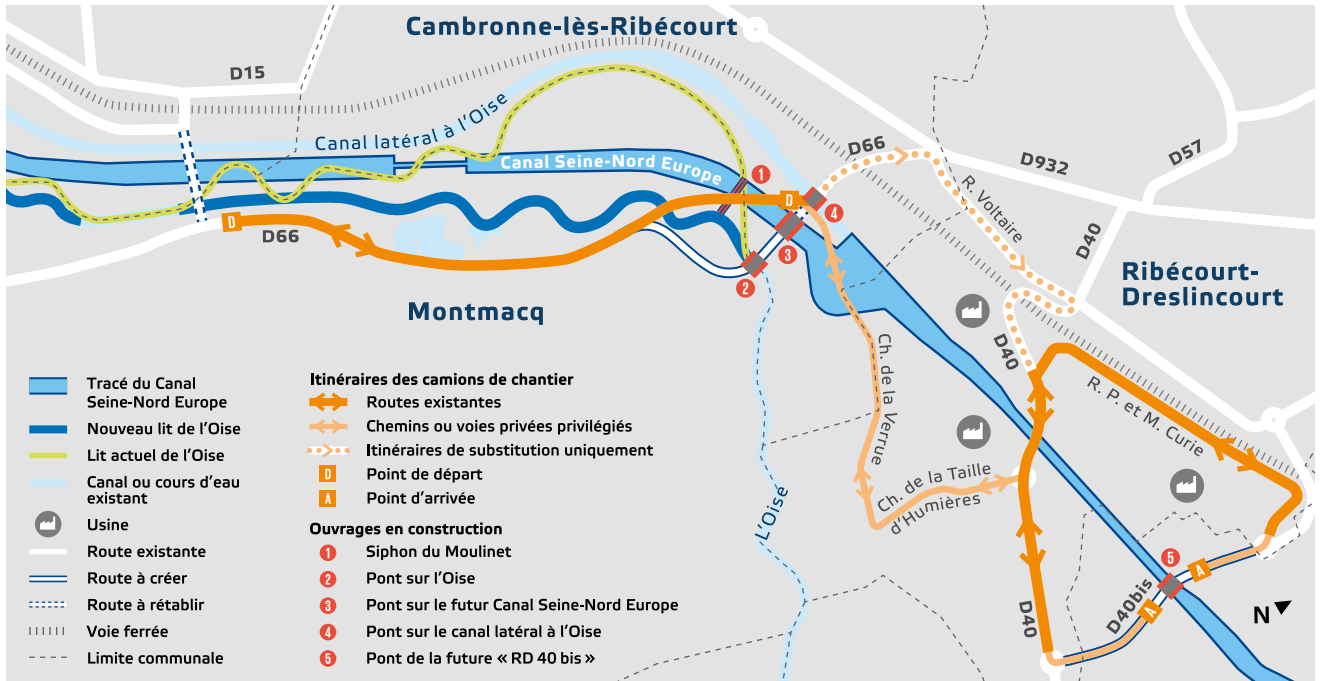 Cambronne-lès-Ribécourt
D15
Canal latéral à l'Oise
Canal Seine-Nord Europe
1
D66
D932
D57
R. Voltaire
D
4
D
D66
3
2
D40
Ribécourt-
Dreslincourt
Montmacq
D40
Ch. de la Verrue
R. P. et M. Curie
Ch. de la Taille
d'Humières
L'Oise
5
A
A
D40bis
D40
N
Tracé du Canal
Seine-Nord Europe
Nouveau lit de l'Oise
Lit actuel de l'Oise
Canal ou cours d'eau
existant
Usine
Route existante
Route à créer
Route à rétablir
Voie ferrée
Limite communale
Itinéraires des camions de chantier
Routes existantes
Chemins ou voies privées privilégiés
Itinéraires de substitution uniquement
D Point de départ
A Point d'arrivée
Ouvrages en construction
1 Siphon du Moulinet
2 Pont sur l'Oise
3 Pont sur le futur Canal Seine-Nord Europe
4 Pont sur le canal latéral à l'Oise
5 Pont de la future « RD 40 bis »